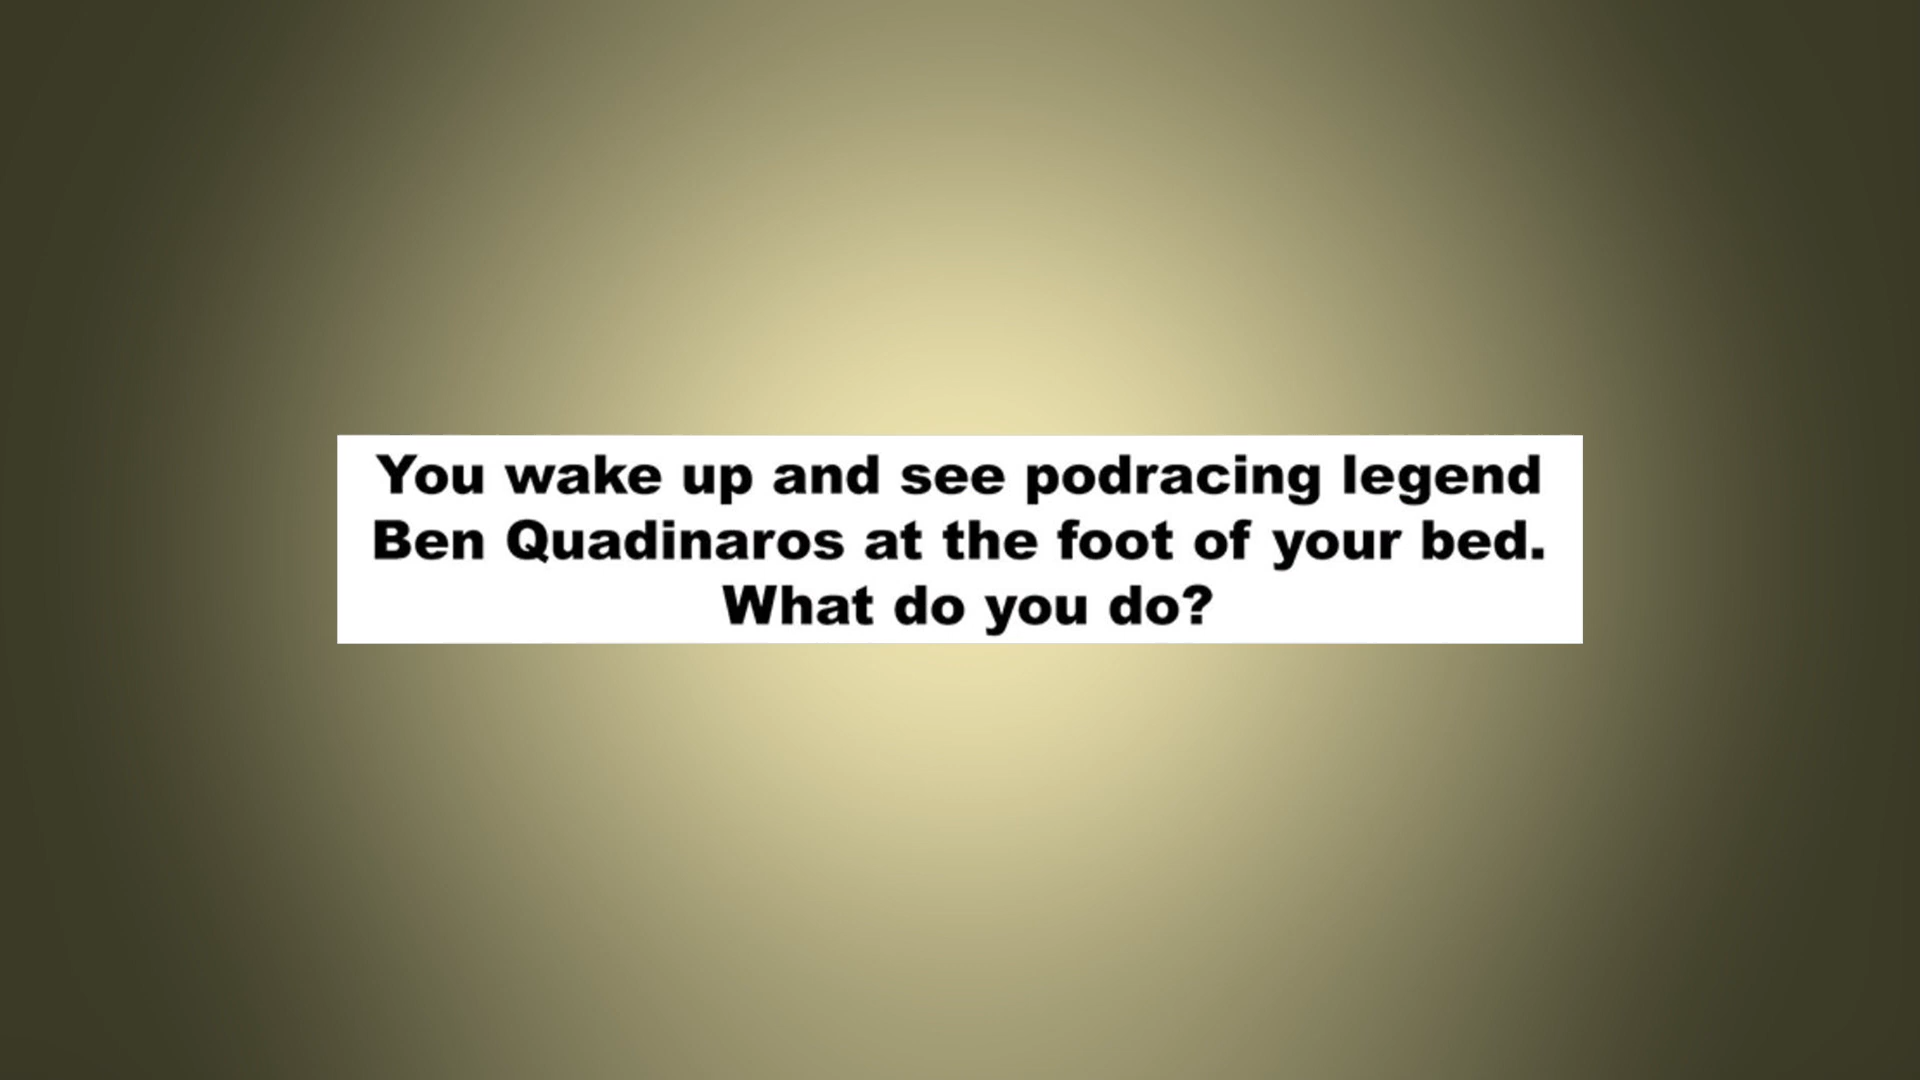 You wake up and see podracing legend
Ben Quadinaros at the foot of your bed.
What do you do?